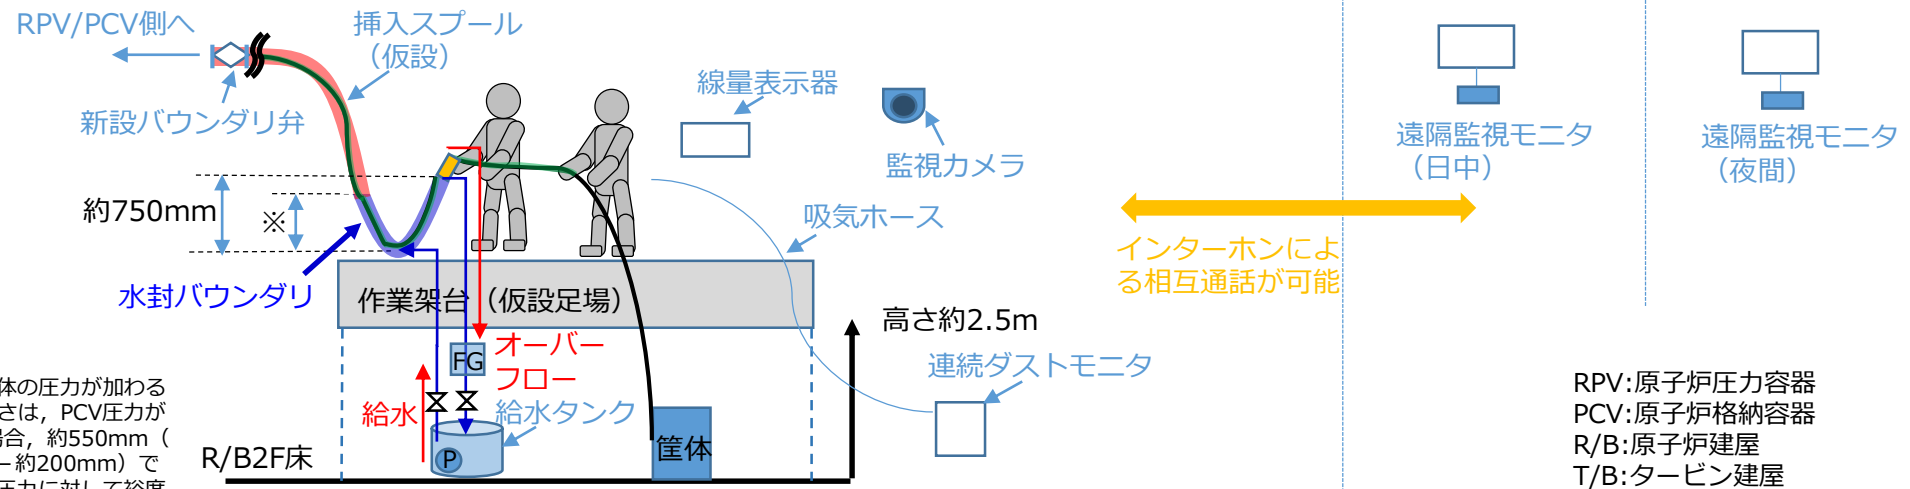 RPV/PCV側へ
挿入スプール
（仮設）
新設バウンダリ弁
線量表示器
監視カメラ
遠隔監視モニタ
（日中）
遠隔監視モニタ
（夜間）
約750mm
※
吸気ホース
インターホンによ
る相互通話が可能
水封バウンダリ
作業架台（仮設足場）
高さ約2.5m
FG
オーバー
フロー
連続ダストモニタ
体の圧力が加わる
さは，PCV圧力が
場合，約550mm（
－約200mm）で
圧力に対して裕度
給水
給水タンク
P
筐体
R/B2F床
RPV:原子炉圧力容器
PCV:原子炉格納容器
R/B:原子炉建屋
T/B:タービン建屋